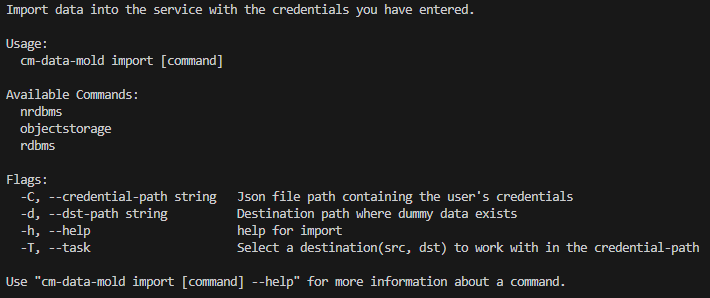 Import data into the service with the credentials you have entered.
Usage:
cm-data-mold import [command]
Available Commands:
nrdbms
objectstorage
rdbms
Flags:
-C, --credential-path string   Json file path containing the user's credentials
-d, --dst-path string          Destination path where dummy data exists
-h, --help                     help for import
-T, --task                     Select a destination(src, dst) to work with in the credential-path
Use "cm-data-mold import [command] --help" for more information about a command.